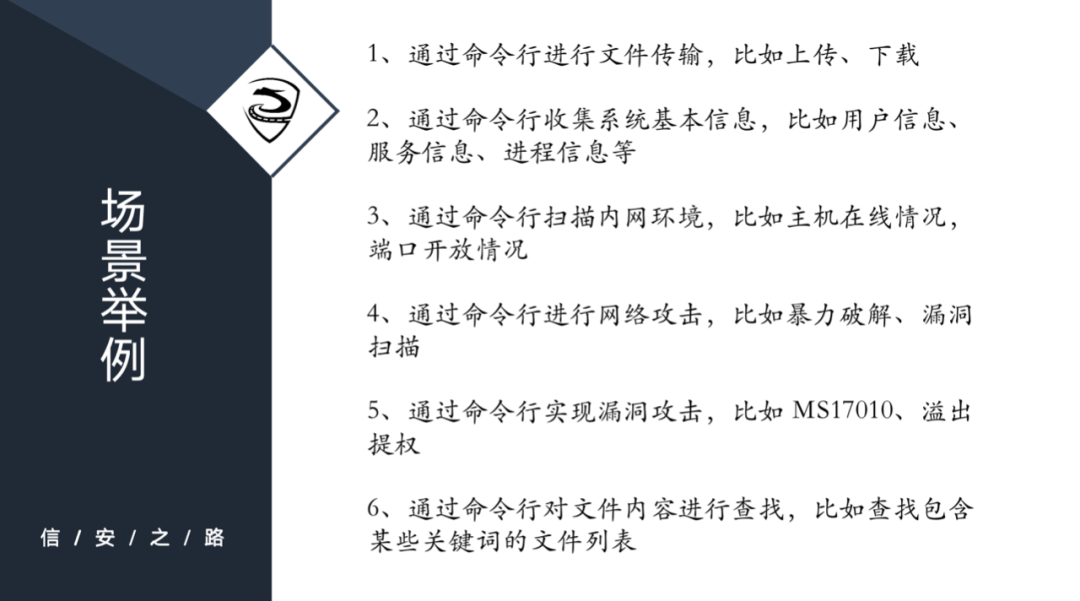 场景举例
信/安/之/路
1、通过命令行进行文件传输，比如上传、下载
2、通过命令行收集系统基本信息，比如用户信息、
服务信息、进程信息等
3、通过命令行扫描内网环境，比如主机在线情况，
端口开放情况
4、通过命令行进行网络攻击，比如暴力破解、漏洞
扫描
5、通过命令行实现漏洞攻击，比如 MS17010、溢出
提权
6、通过命令行对文件内容进行查找，比如查找包含
某些关键词的文件列表